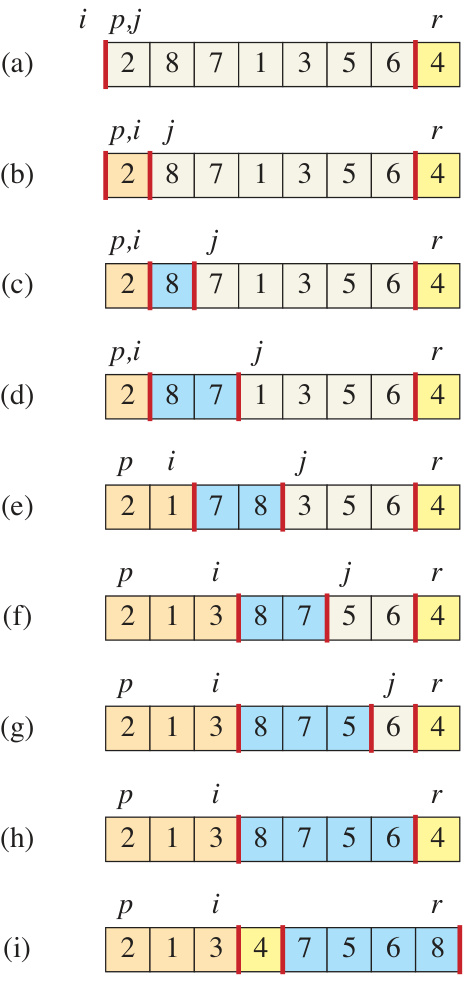 i p,j r
(a) 2 8 7 1 3 5 6 4
p,i j r
(b) 2 8 7 1 3 5 6 4
p,i j r
(c) 2 8 7 1 3 5 6 4
p,i j r
(d) 2 8 7 1 3 5 6 4
p i j r
(e) 2 1 7 8 3 5 6 4
p i j r
(f) 2 1 3 8 7 5 6 4
p i j r
(g) 2 1 3 8 7 5 6 4
p i r
(h) 2 1 3 8 7 5 6 4
p i r
(i) 2 1 3 4 7 5 6 8